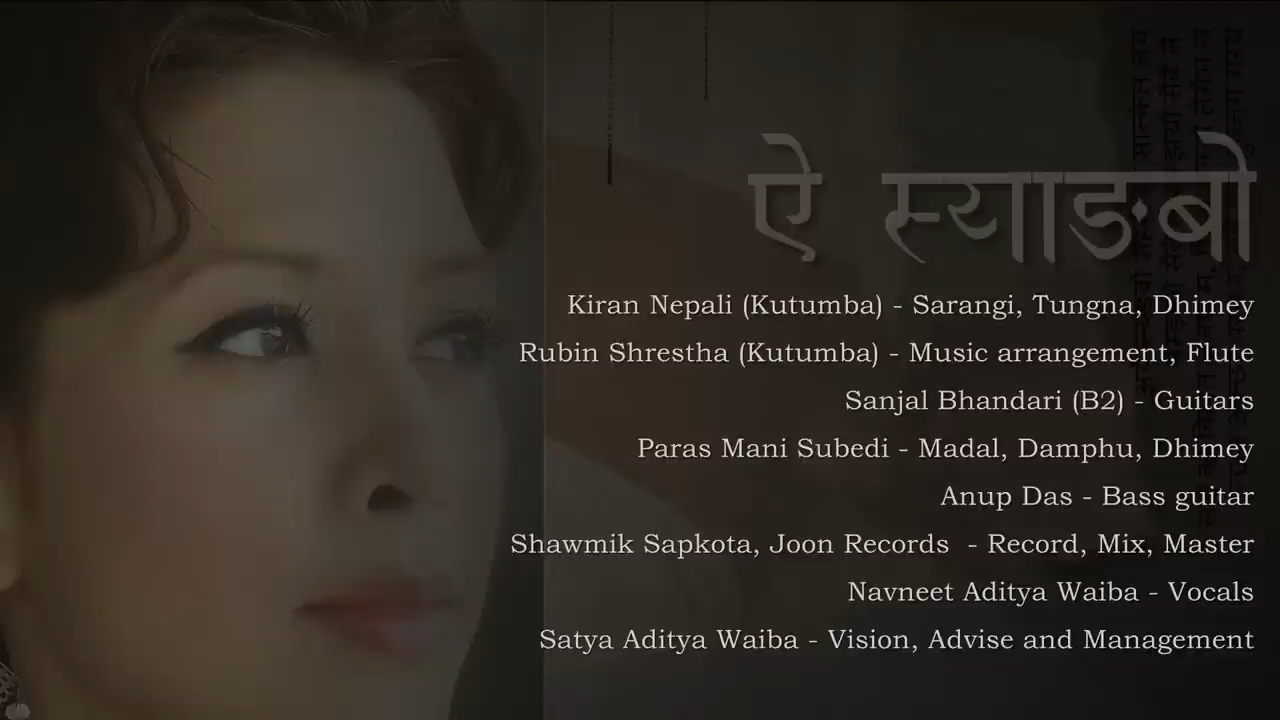 ऐ स्याङबो
Kiran Nepali (Kutumba) - Sarangi, Tungna, Dhimey
Rubin Shrestha (Kutumba) - Music arrangement, Flute
Sanjal Bhandari (B2) - Guitars
Paras Mani Subedi - Madal, Damphu, Dhimey
Anup Das - Bass guitar
Shawmik Sapkota, Joon Records - Record, Mix, Master
Navneet Aditya Waiba - Vocals
Satya Aditya Waiba - Vision, Advise and Management